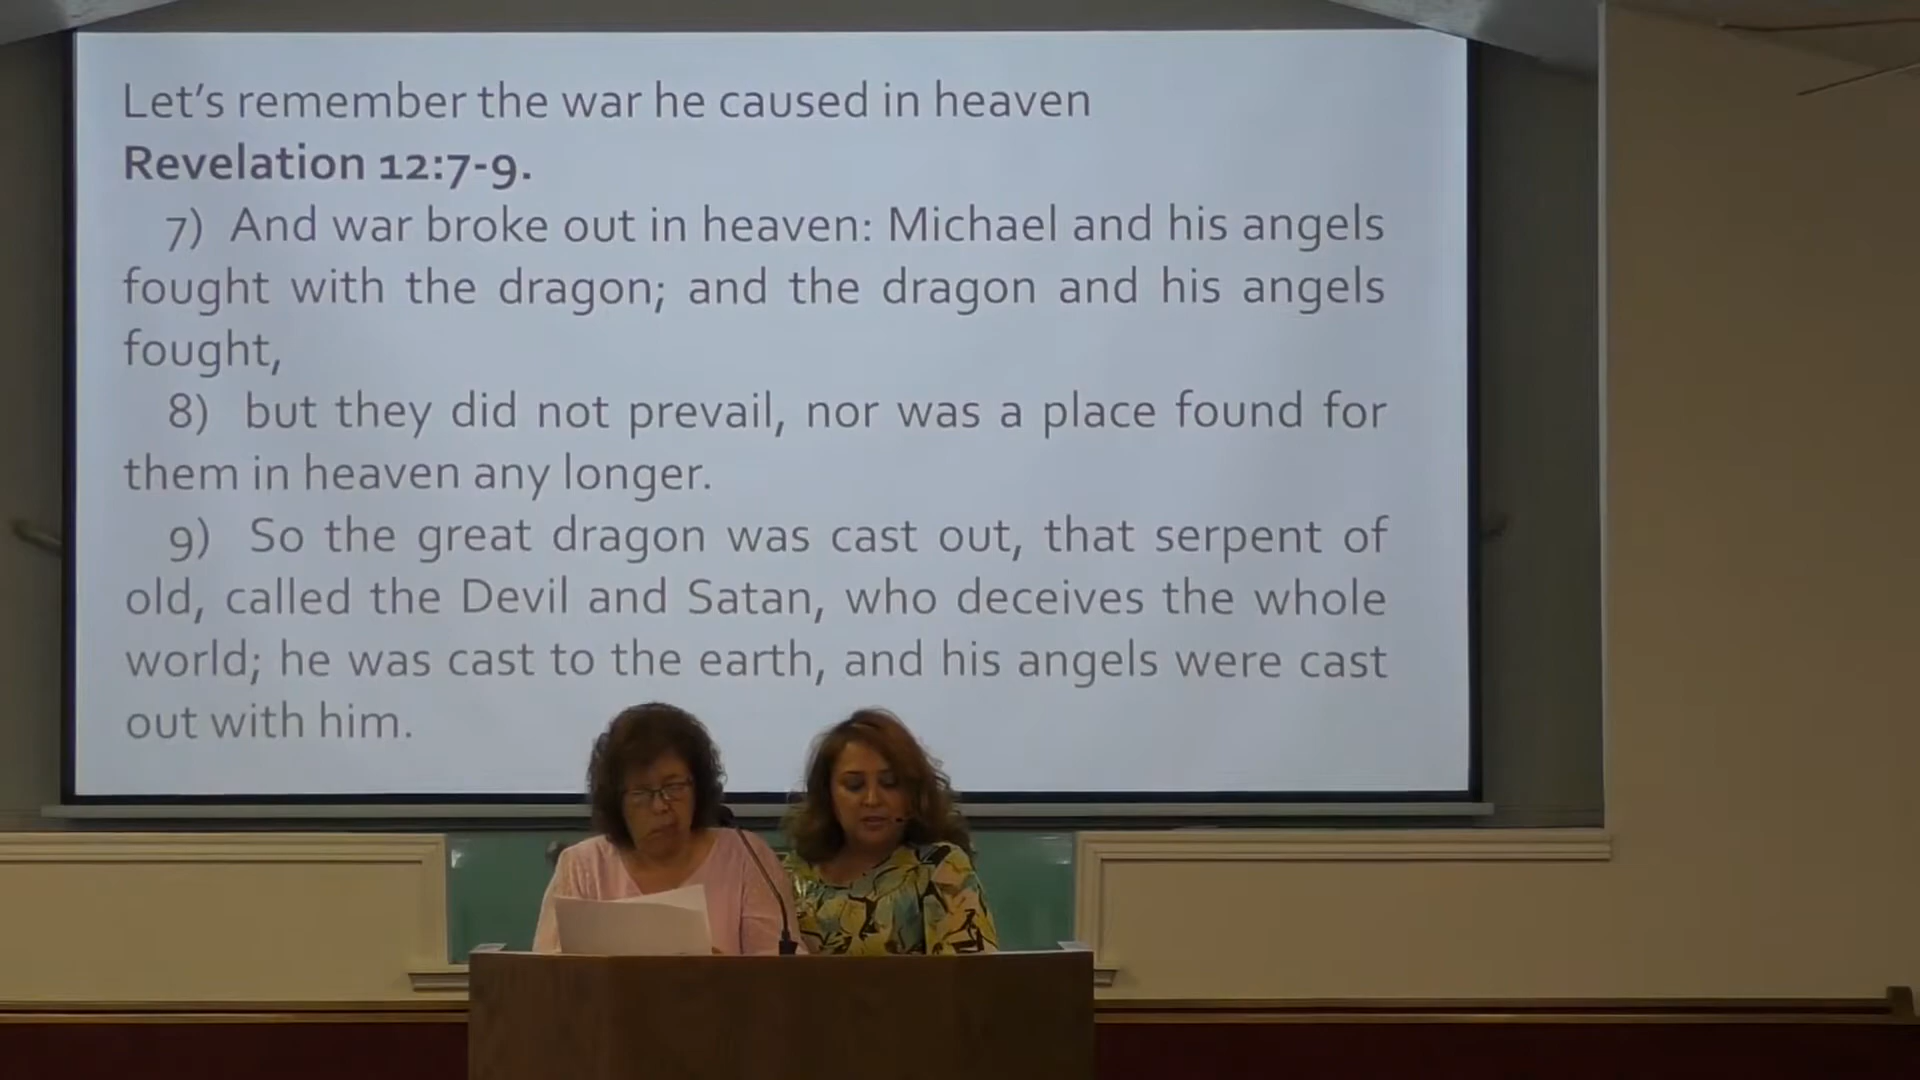 Let's remember the war he caused in heaven
Revelation 12:7-9.
7) And war broke out in heaven: Michael and his angels
fought with the dragon; and the dragon and his angels
fought,
8) but they did not prevail, nor was a place found for
them in heaven any longer.
9) So the great dragon was cast out, that serpent of
old, called the Devil and Satan, who deceives the whole
world; he was cast to the earth, and his angels were cast
out with him.